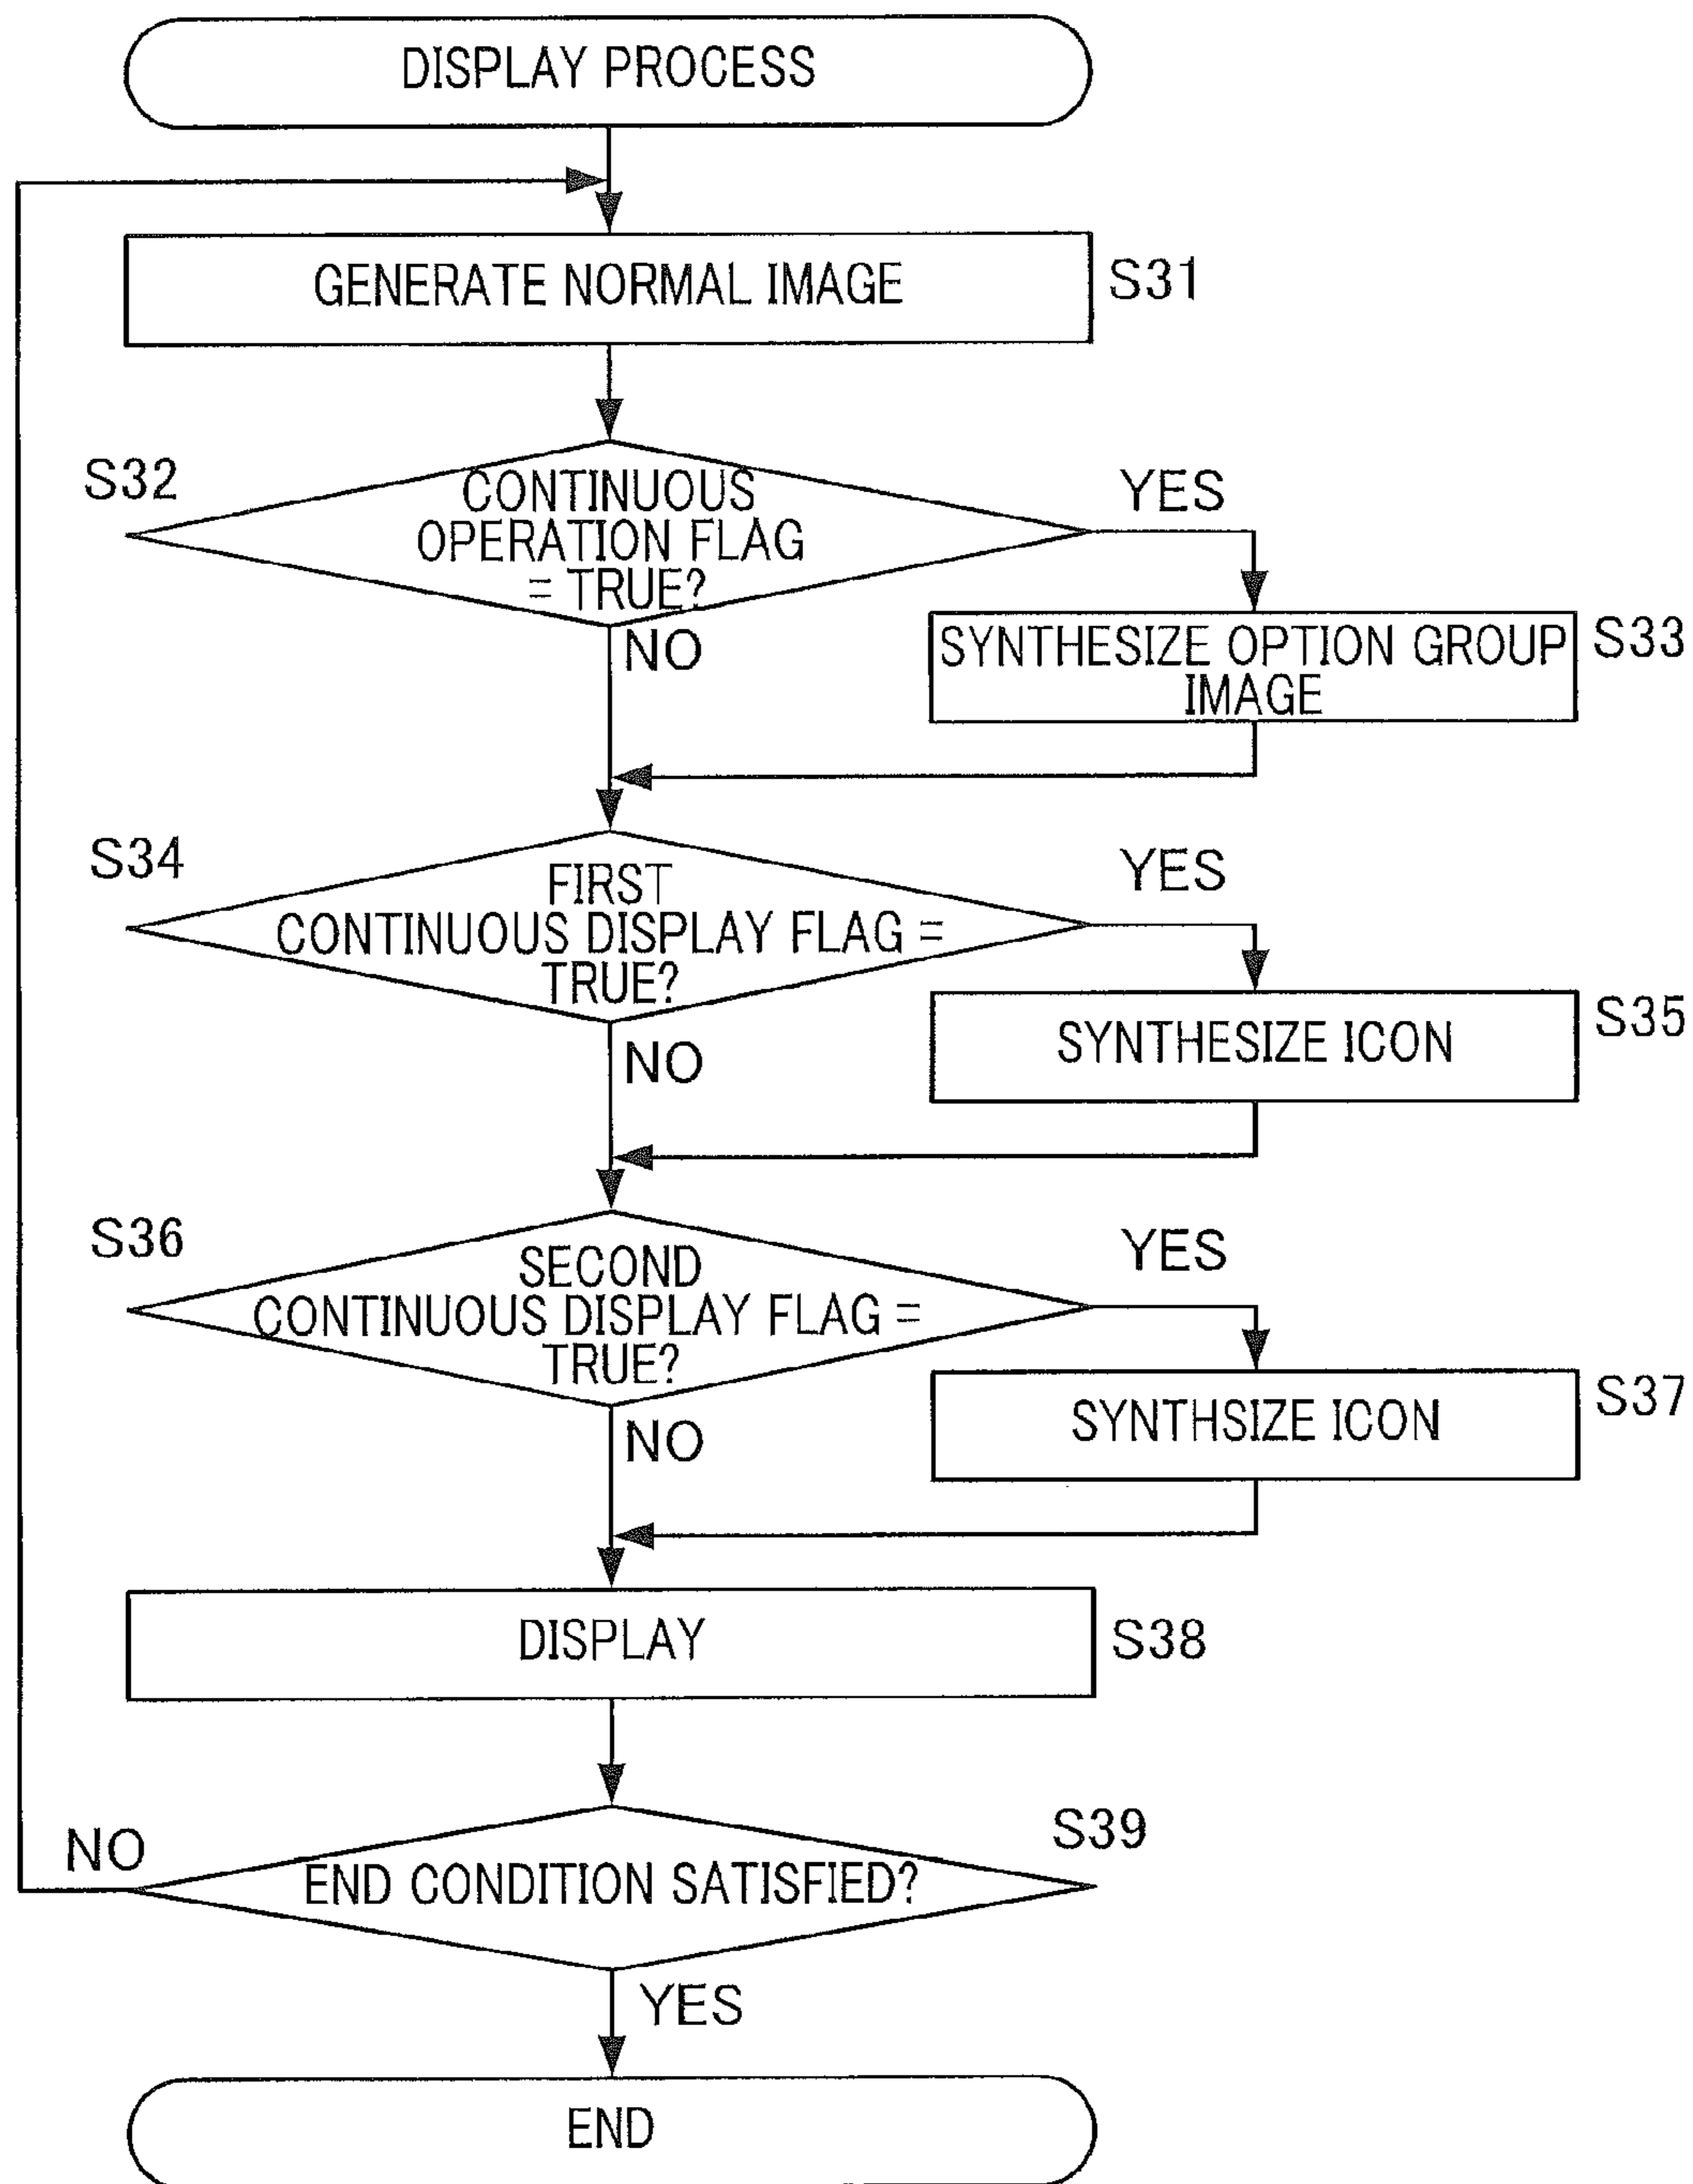 DISPLAY PROCESS
GENERATE NORMAL IMAGE
S31
S32
CONTINUOUS
OPERATION FLAG
= TRUE?
YES
NO
SYNTHESIZE OPTION GROUP
IMAGE
S33
S34
FIRST
CONTINUOUS DISPLAY FLAG =
TRUE?
YES
NO
SYNTHESIZE ICON
S35
S36
SECOND
CONTINUOUS DISPLAY FLAG =
TRUE?
YES
NO
SYNTHSIZE ICON
S37
DISPLAY
S38
S39
NO
END CONDITION SATISFIED?
YES
END